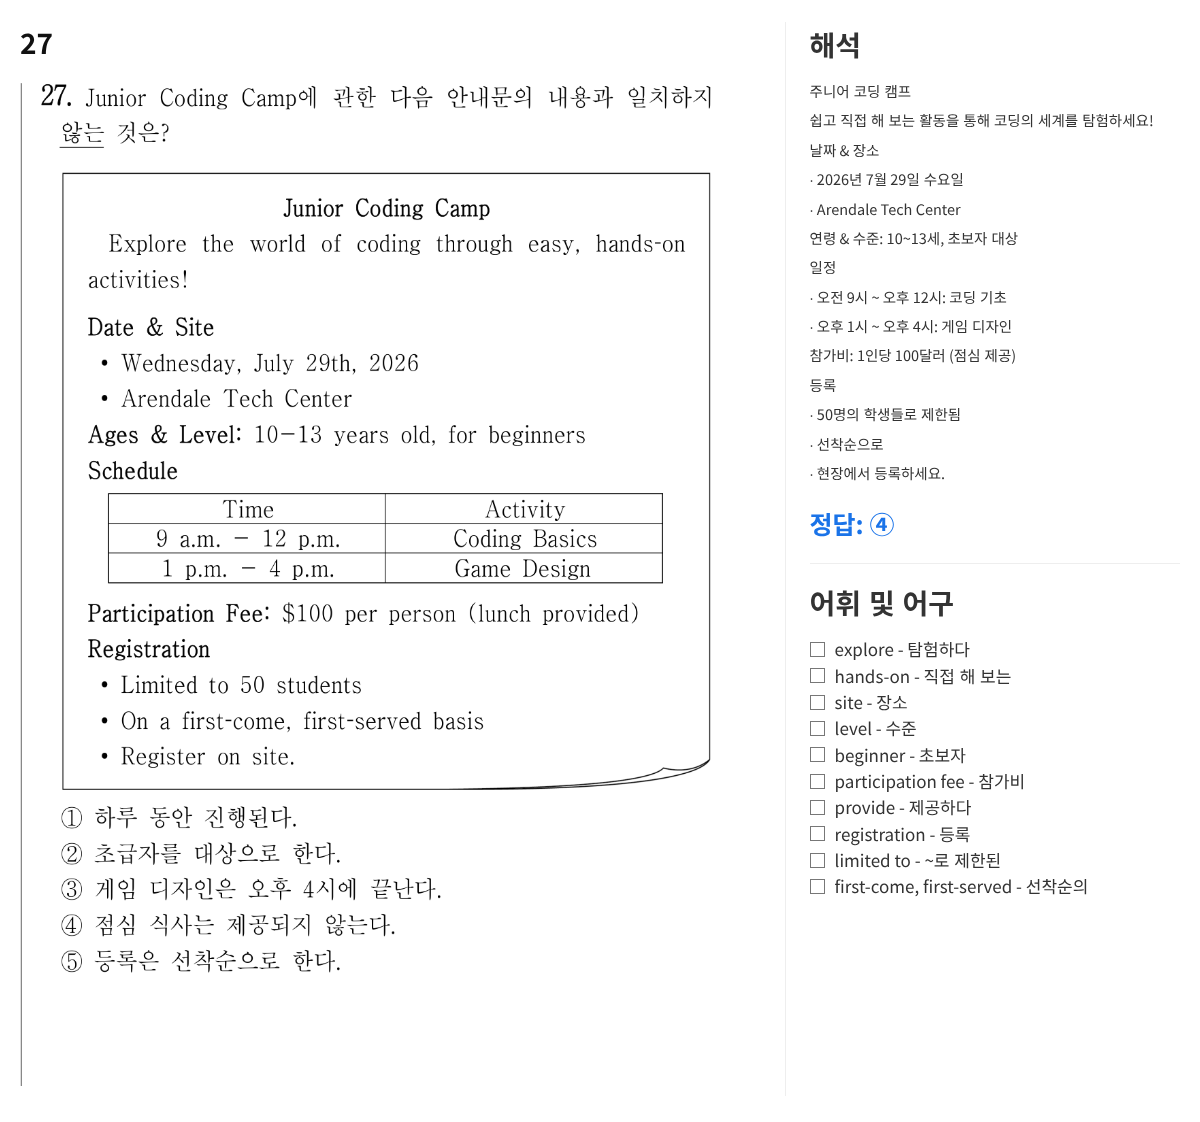 27
27. Junior Coding Camp에 관한 다음 안내문의 내용과 일치하지
않는 것은?
Junior Coding Camp
Explore the world of coding through easy, hands-on
activities!
Date & Site
• Wednesday, July 29th, 2026
• Arendale Tech Center
Ages & Level: 10−13 years old, for beginners
Schedule
Time Activity
9 a.m. − 12 p.m. Coding Basics
1 p.m. − 4 p.m. Game Design
Participation Fee: $100 per person (lunch provided)
Registration
• Limited to 50 students
• On a first-come, first-served basis
• Register on site.
① 하루 동안 진행된다.
② 초급자를 대상으로 한다.
③ 게임 디자인은 오후 4시에 끝난다.
④ 점심 식사는 제공되지 않는다.
⑤ 등록은 선착순으로 한다.
해석
주니어 코딩 캠프
쉽고 직접 해 보는 활동을 통해 코딩의 세계를 탐험하세요!
날짜 & 장소
· 2026년 7월 29일 수요일
· Arendale Tech Center
연령 & 수준: 10~13세, 초보자 대상
일정
· 오전 9시 ~ 오후 12시: 코딩 기초
· 오후 1시 ~ 오후 4시: 게임 디자인
참가비: 1인당 100달러 (점심 제공)
등록
· 50명의 학생들로 제한됨
· 선착순으로
· 현장에서 등록하세요.
정답: ④
어휘 및 어구
□ explore - 탐험하다
□ hands-on - 직접 해 보는
□ site - 장소
□ level - 수준
□ beginner - 초보자
□ participation fee - 참가비
□ provide - 제공하다
□ registration - 등록
□ limited to - ~로 제한된
□ first-come, first-served - 선착순의